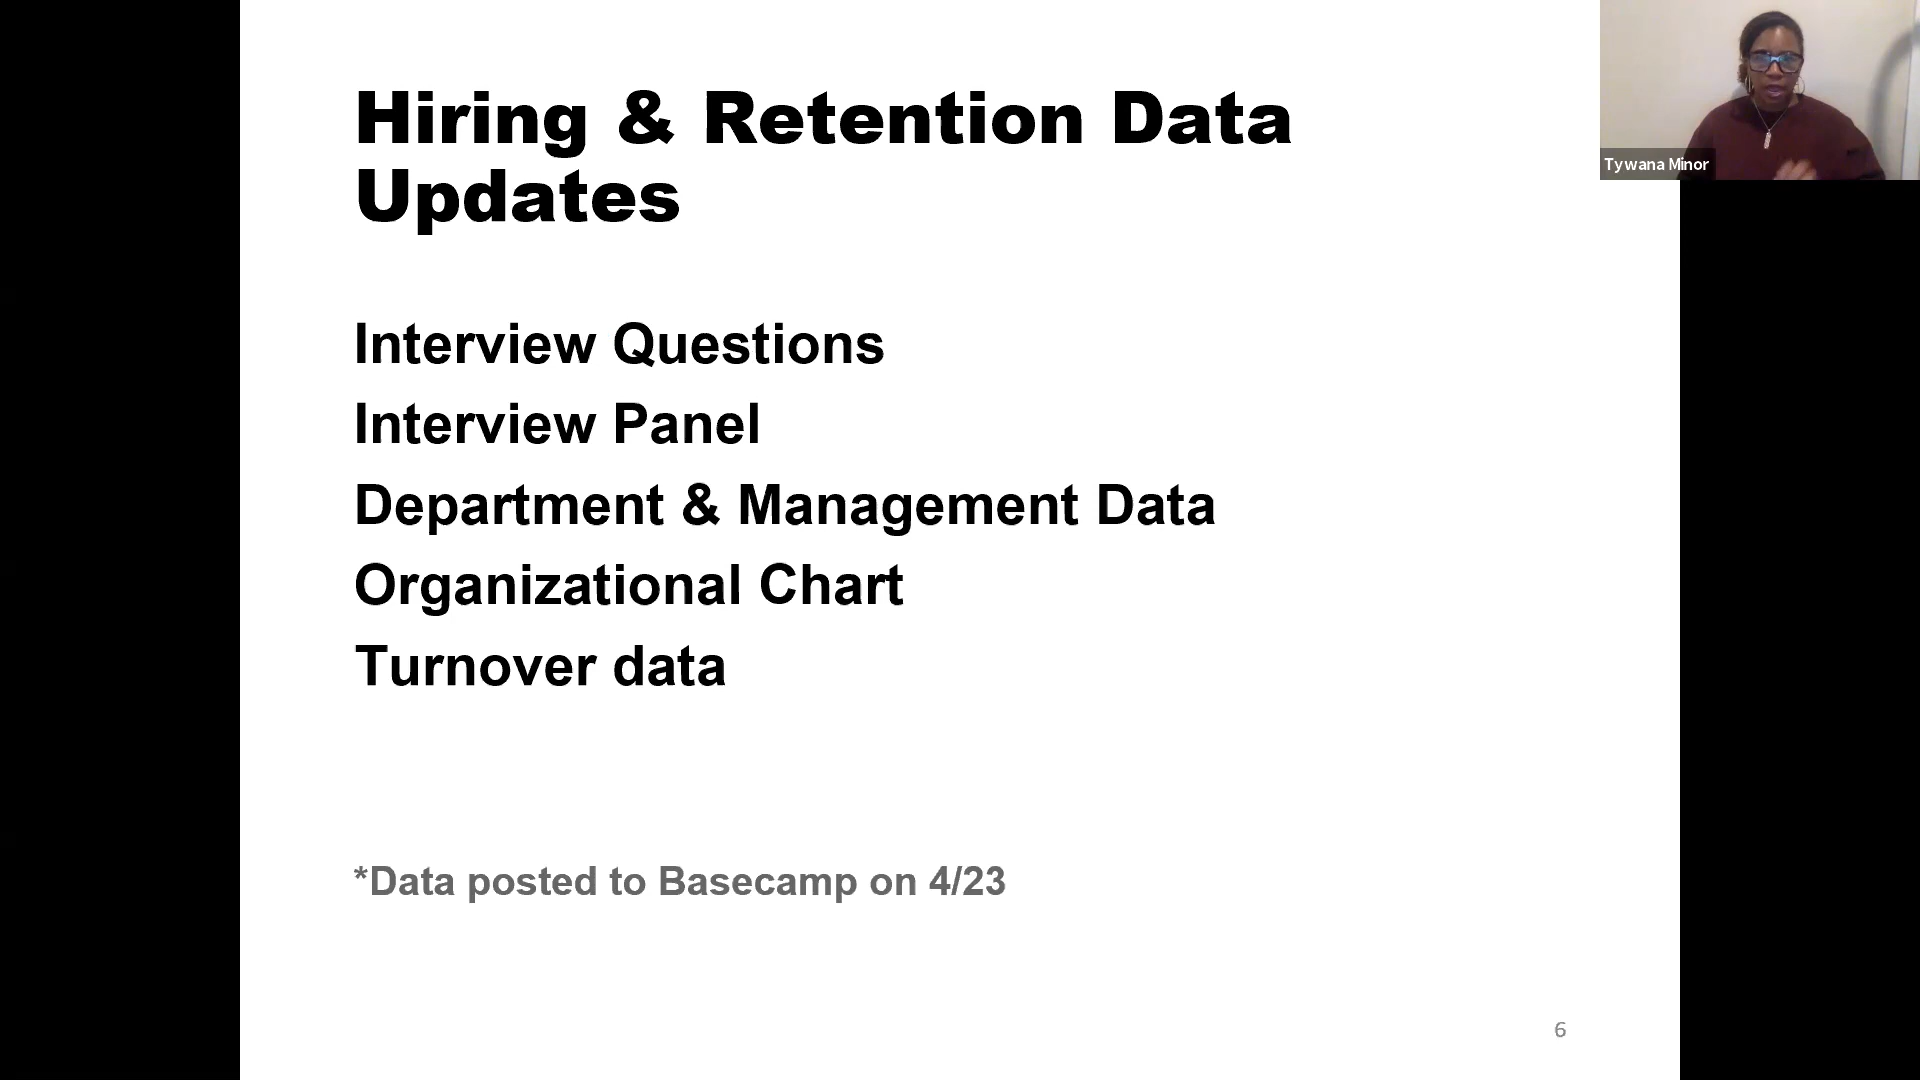 Hiring & Retention Data
Updates
Tywana Minor
Interview Questions
Interview Panel
Department & Management Data
Organizational Chart
Turnover data
*Data posted to Basecamp on 4/23
6